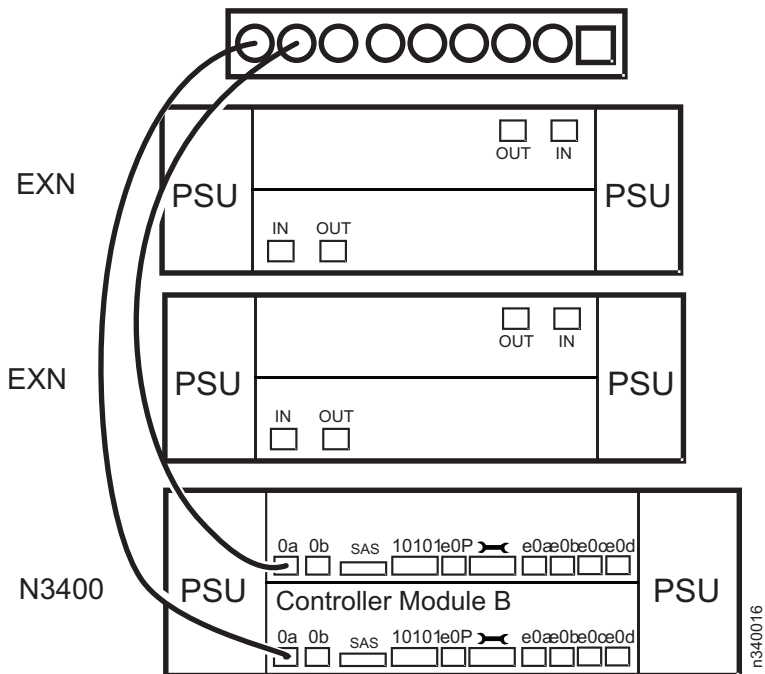 OUT IN
EXN PSU PSU
IN OUT
OUT IN
EXN PSU PSU
IN OUT
0a 0b SAS 10101 e0P e0a e0b e0c e0d
N3400 PSU Controller Module B PSU
0a 0b SAS 10101 e0P e0a e0b e0c e0d
n340016